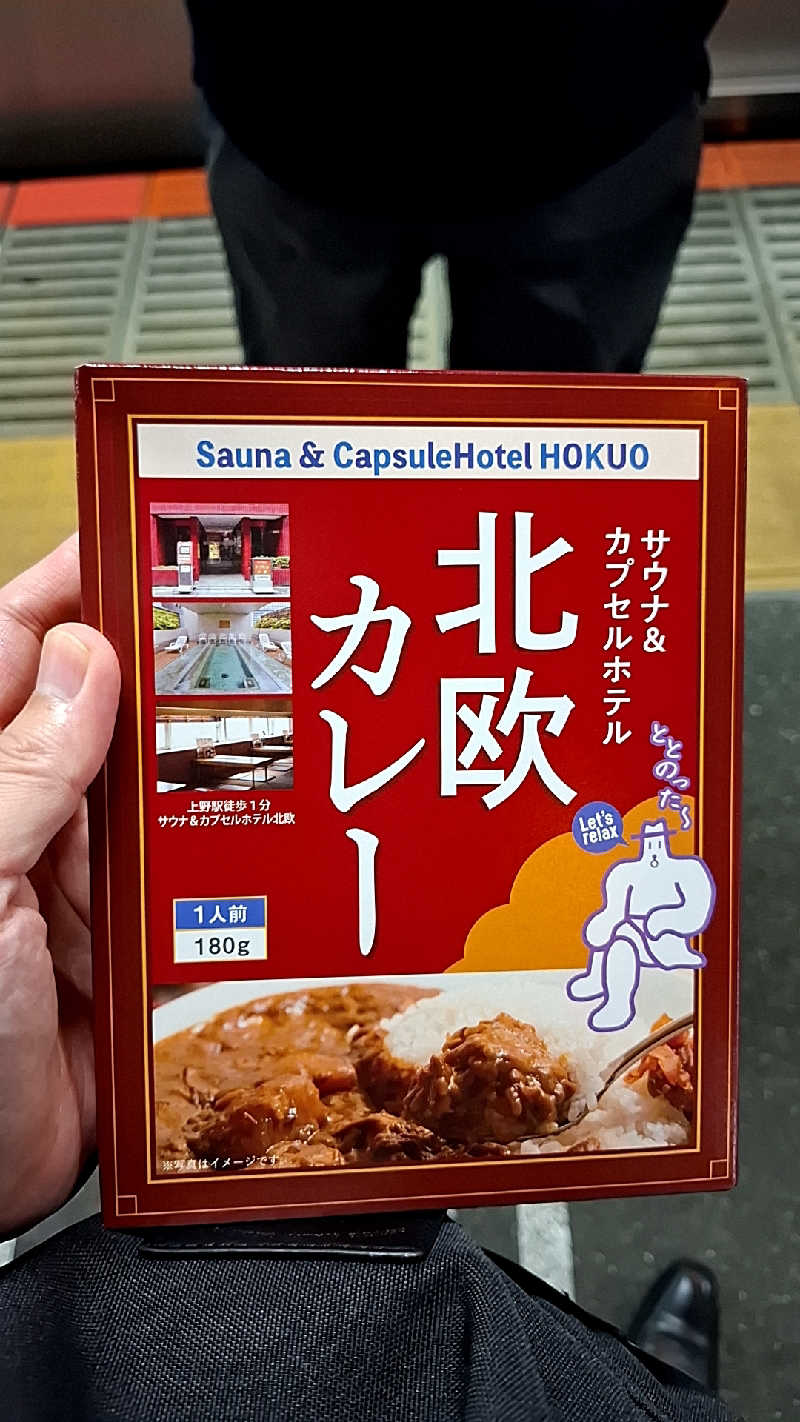 Sauna & CapsuleHotel HOKUO
サウナ&
カプセルホテル
北欧
カレー
上野駅徒歩1分
サウナ&カプセルホテル北欧
ととのった〜
Let's
relax
1人前
180g
※写真はイメージです。